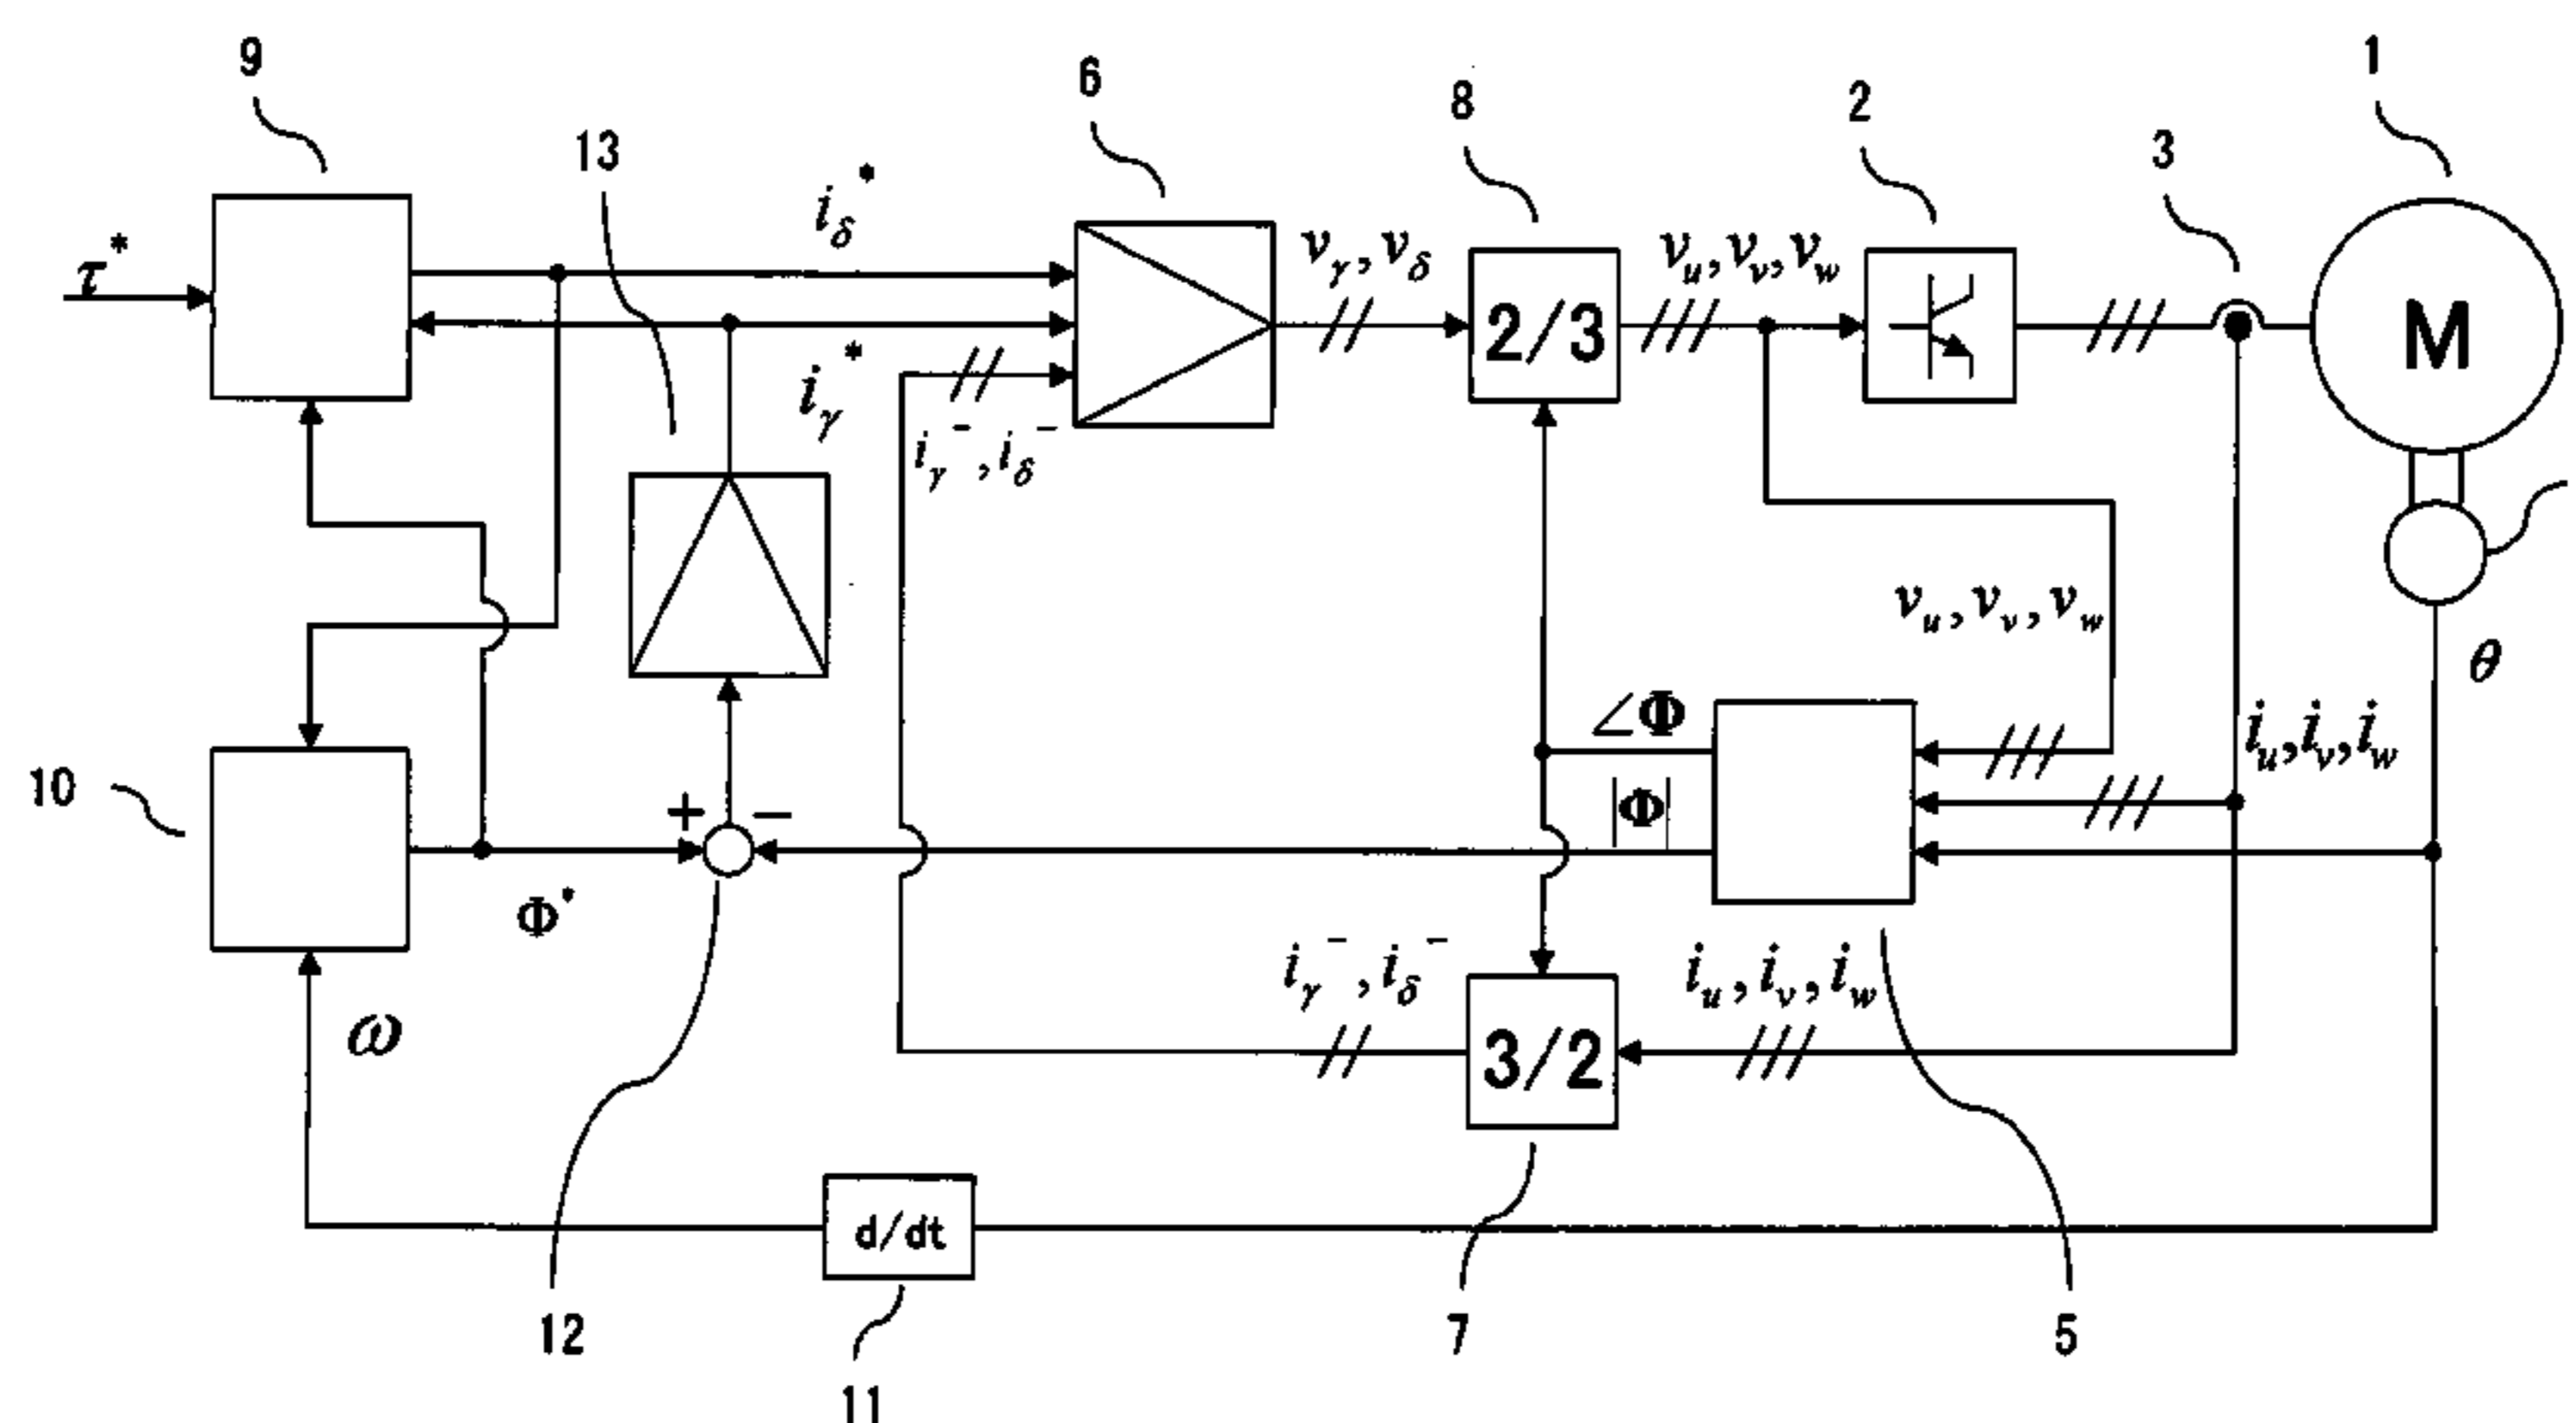 9
13
6
8
2
3
1
τ*
i_δ*
v_γ, v_δ
v_u, v_v, v_w
2/3
M
i_γ*
i_γ⁻, i_δ⁻
v_u, v_v, v_w
θ
∠Φ
|Φ|
i_u, i_v, i_w
10
+
−
Φ*
i_γ⁻, i_δ⁻
i_u, i_v, i_w
ω
3/2
d/dt
12
11
7
5